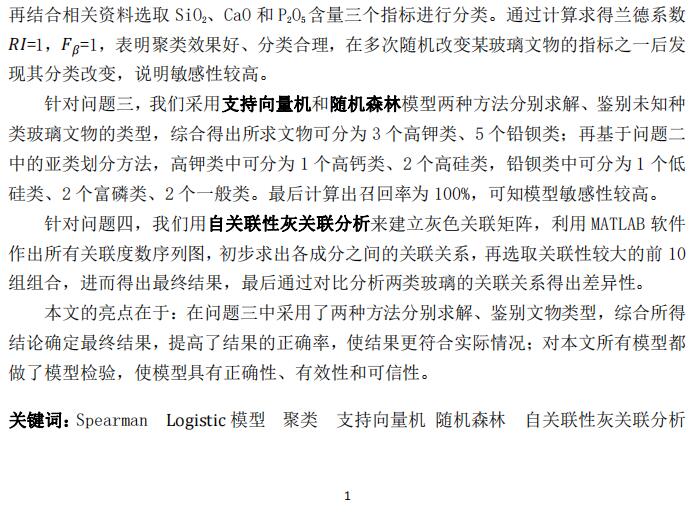 再结合相关资料选取 SiO₂、CaO 和 P₂O₅含量三个指标进行分类。通过计算求得兰德系数
RI=1，Fᵦ=1，表明聚类效果好、分类合理，在多次随机改变某玻璃文物的指标之一后发
现其分类改变，说明敏感性较高。
针对问题三，我们采用支持向量机和随机森林模型两种方法分别求解、鉴别未知种
类玻璃文物的类型，综合得出所求文物可分为 3 个高钾类、5 个铅钡类；再基于问题二
中的亚类划分方法，高钾类中可分为 1 个高钙类、2 个高硅类，铅钡类中可分为 1 个低
硅类、2 个富磷类、2 个一般类。最后计算出召回率为 100%，可知模型敏感性较高。
针对问题四，我们用自关联性灰关联分析来建立灰色关联矩阵，利用 MATLAB 软件
作出所有关联度数序列图，初步求出各成分之间的关联关系，再选取关联性较大的前 10
组组合，进而得出最终结果，最后通过对比分析两类玻璃的关联关系得出差异性。
本文的亮点在于：在问题三中采用了两种方法分别求解、鉴别文物类型，综合所得
结论确定最终结果，提高了结果的正确率，使结果更符合实际情况；对本文所有模型都
做了模型检验，使模型具有正确性、有效性和可信性。
关键词：Spearman Logistic 模型 聚类 支持向量机 随机森林 自关联性灰关联分析
1